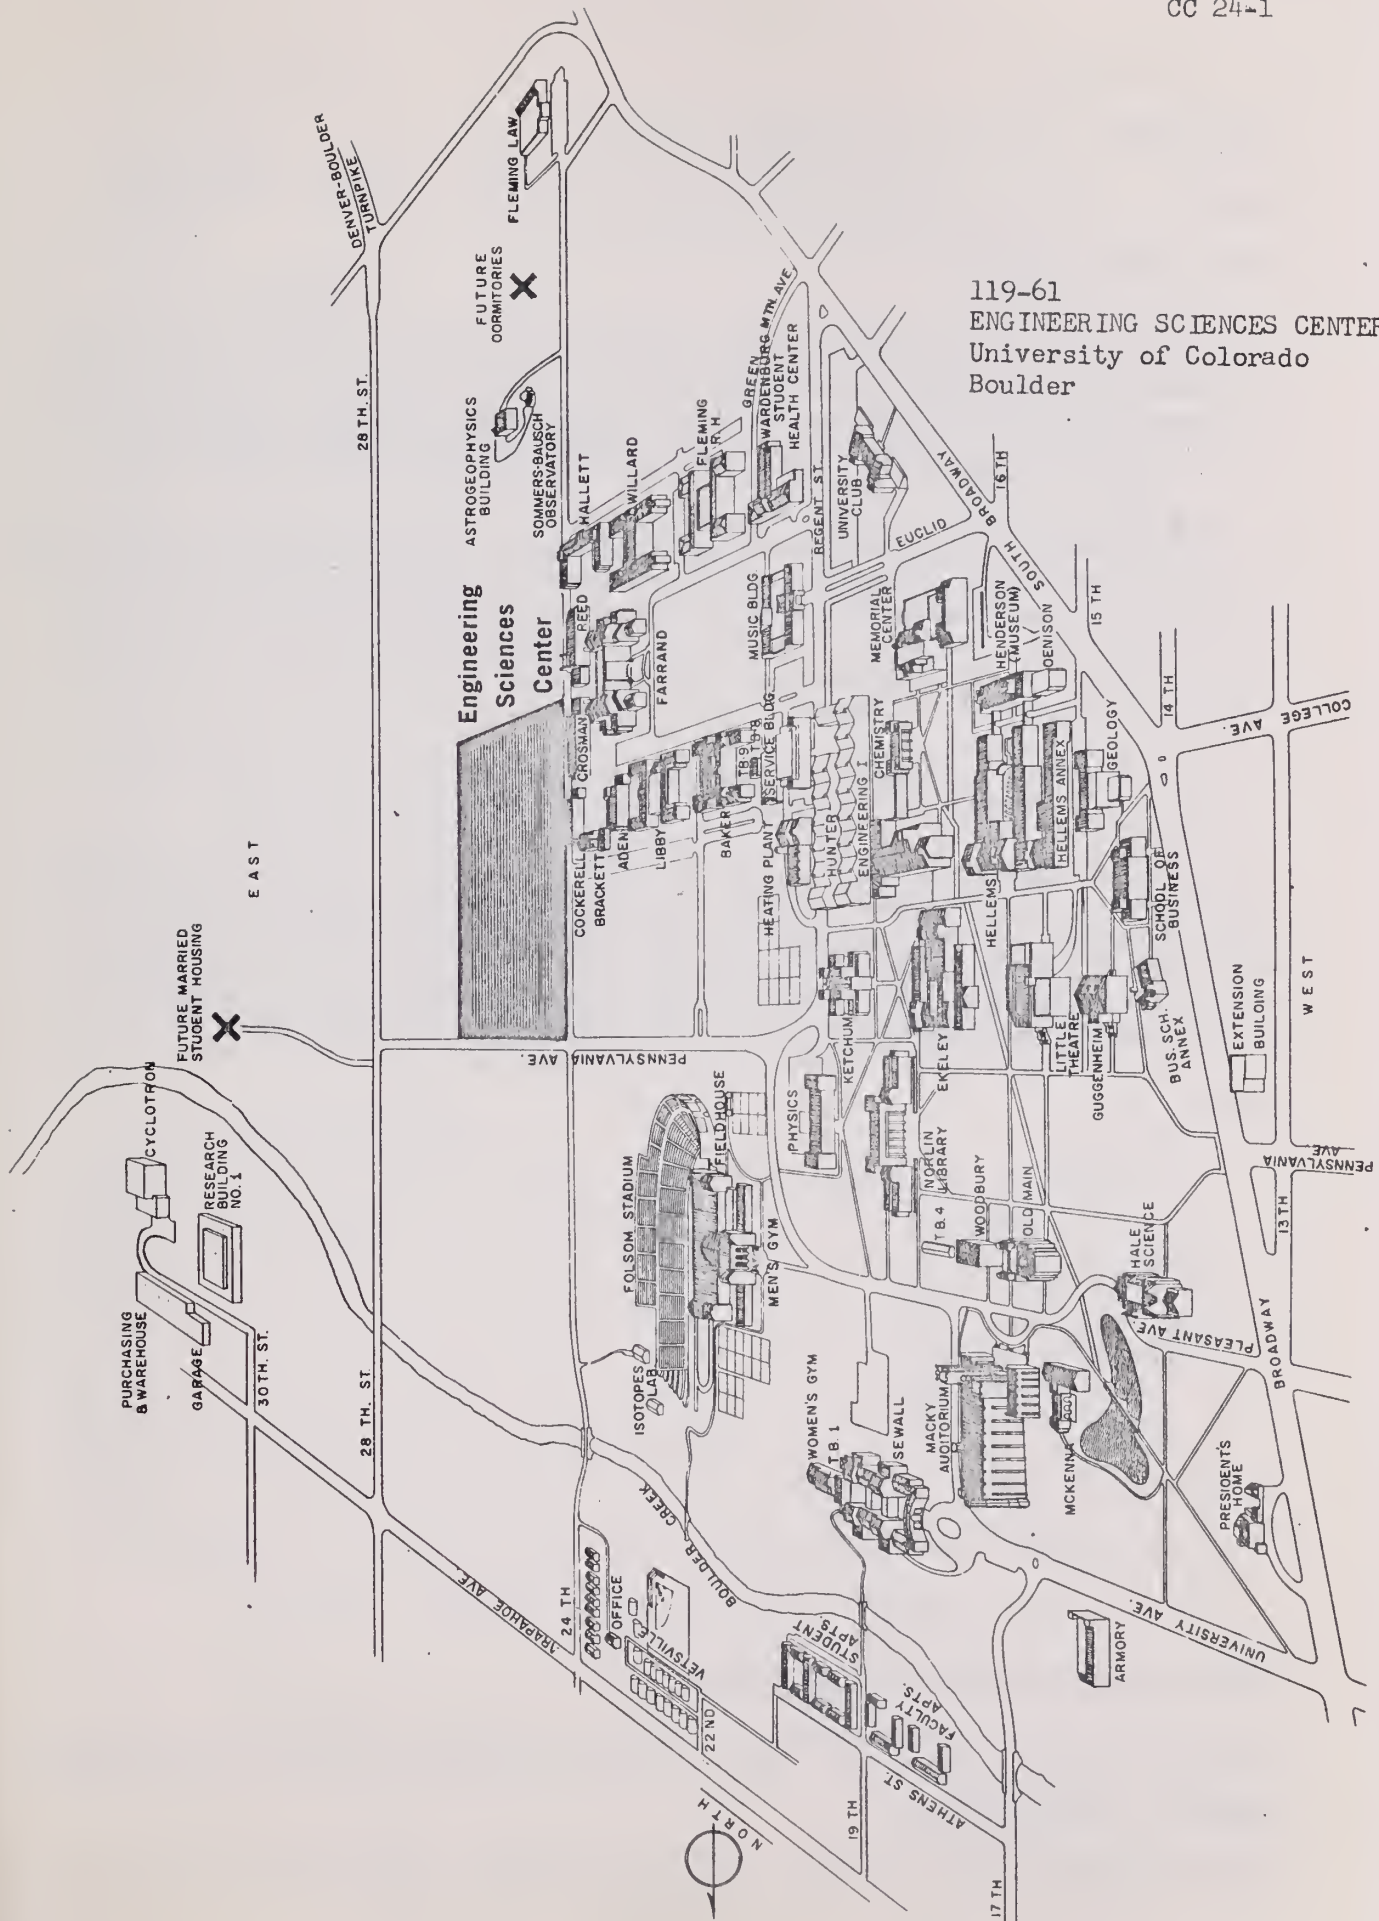 CC 24-1
119-61
ENGINEERING SCIENCES CENTER
University of Colorado
Boulder
DENVER-BOULDER
TURNPIKE
FLEMING LAW
FUTURE
DORMITORIES
28 TH. ST.
ASTROGEOPHYSICS
BUILDING
SOMMERS-BAUSCH
OBSERVATORY
GREEN MTN. AVE.
HALLETT
WILLARD
FLEMING
R.H.
WARDENBURG
STUDENT
HEALTH CENTER
REGENT ST.
UNIVERSITY
CLUB
EUCLID
SOUTH BROADWAY
16 TH
15 TH
14 TH
COLLEGE AVE.
Engineering
Sciences
Center
REED
CROSMAN
FARRAND
MUSIC BLDG
MEMORIAL
CENTER
HENDERSON
(MUSEUM)
DENISON
COCKERELL
BRACKETT
ADEN
LIBBY
BAKER
T.B.9
T.B.8
SERVICE BLDG
HEATING PLANT
HUNTER
ENGINEERING I
CHEMISTRY
HELLEMS
HELLEMS ANNEX
GEOLOGY
SCHOOL OF
BUSINESS
EAST
FUTURE MARRIED
STUDENT HOUSING
CYCLOTRON
RESEARCH
BUILDING
NO. 1
PURCHASING
& WAREHOUSE
GARAGE
30TH. ST.
28 TH. ST.
PENNSYLVANIA AVE.
FOLSOM STADIUM
FIELDHOUSE
MEN'S GYM
ISOTOPES
LAB
PHYSICS
KETCHUM
EKELEY
NORLIN
LIBRARY
LITTLE
THEATRE
GUGGENHEIM
BUS. SCH.
ANNEX
EXTENSION
BUILDING
WEST
PENNSYLVANIA
AVE
13 TH
T B. 4
WOODBURY
OLD MAIN
HALE
SCIENCE
PLEASANT AVE.
BROADWAY
WOMEN'S GYM
T.B. 1
SEWALL
MACKY
AUDITORIUM
MCKENNA
PRESIDENT'S
HOME
BOULDER CREEK
ARAPAHOE AVE.
24 TH
OFFICE
VETSVILLE
22 ND
STUDENT
APTS.
FACULTY
APTS.
ATHENS ST.
19 TH
17 TH
UNIVERSITY AVE.
ARMORY
NORTH